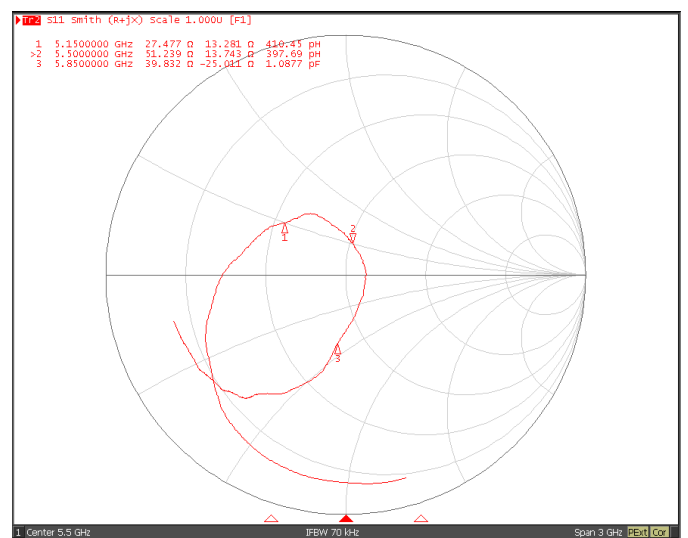 Tr2 S11 Smith (R+jX) Scale 1.000U [F1]
1 5.1500000 GHz 27.477 Ω 13.281 Ω 410.45 pH
>2 5.5000000 GHz 51.239 Ω 13.743 Ω 397.69 pH
3 5.8500000 GHz 39.832 Ω -25.011 Ω 1.0877 pF
2
1
3
1 Center 5.5 GHz IFBW 70 kHz Span 3 GHz PExt Cor